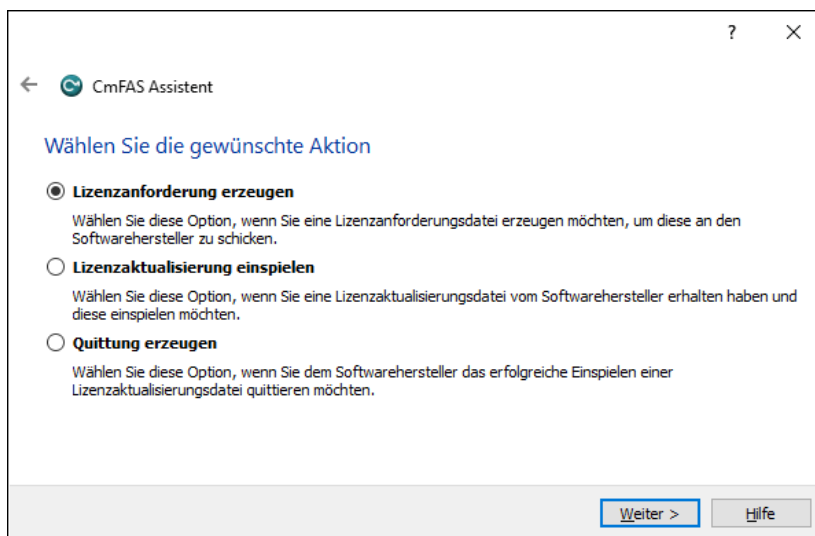 ?
CmFAS Assistent
Wählen Sie die gewünschte Aktion
Lizenzanforderung erzeugen
Wählen Sie diese Option, wenn Sie eine Lizenzanforderungsdatei erzeugen möchten, um diese an den
Softwarehersteller zu schicken.
Lizenzaktualisierung einspielen
Wählen Sie diese Option, wenn Sie eine Lizenzaktualisierungsdatei vom Softwarehersteller erhalten haben und
diese einspielen möchten.
Quittung erzeugen
Wählen Sie diese Option, wenn Sie dem Softwarehersteller das erfolgreiche Einspielen einer
Lizenzaktualisierungsdatei quittieren möchten.
Weiter > Hilfe